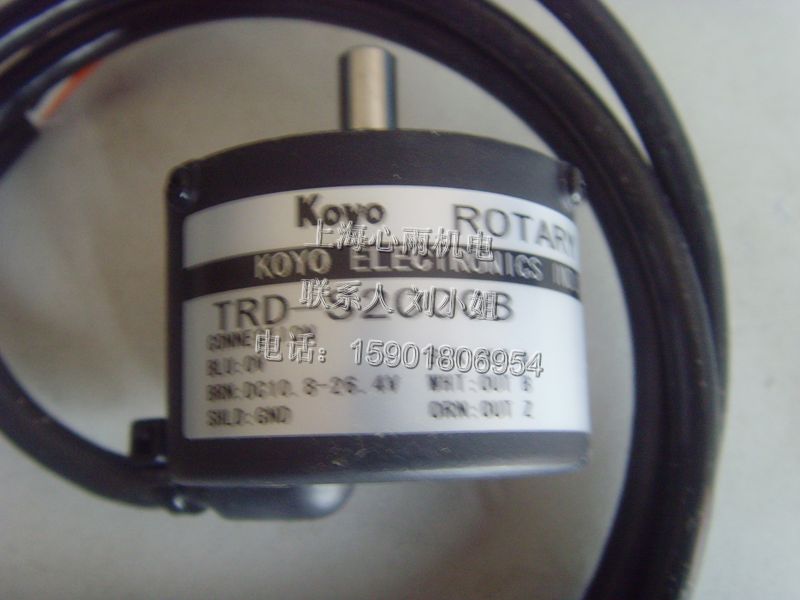 Koyo ROTARY
上海心雨机电
KOYO ELECTRONICS IND
联系人 刘小姐
CONNECTION
电话：15901806954
BLU:0V
BRN:DC10.8-26.4V WHT:OUT B
SHLD:GND ORN:OUT Z